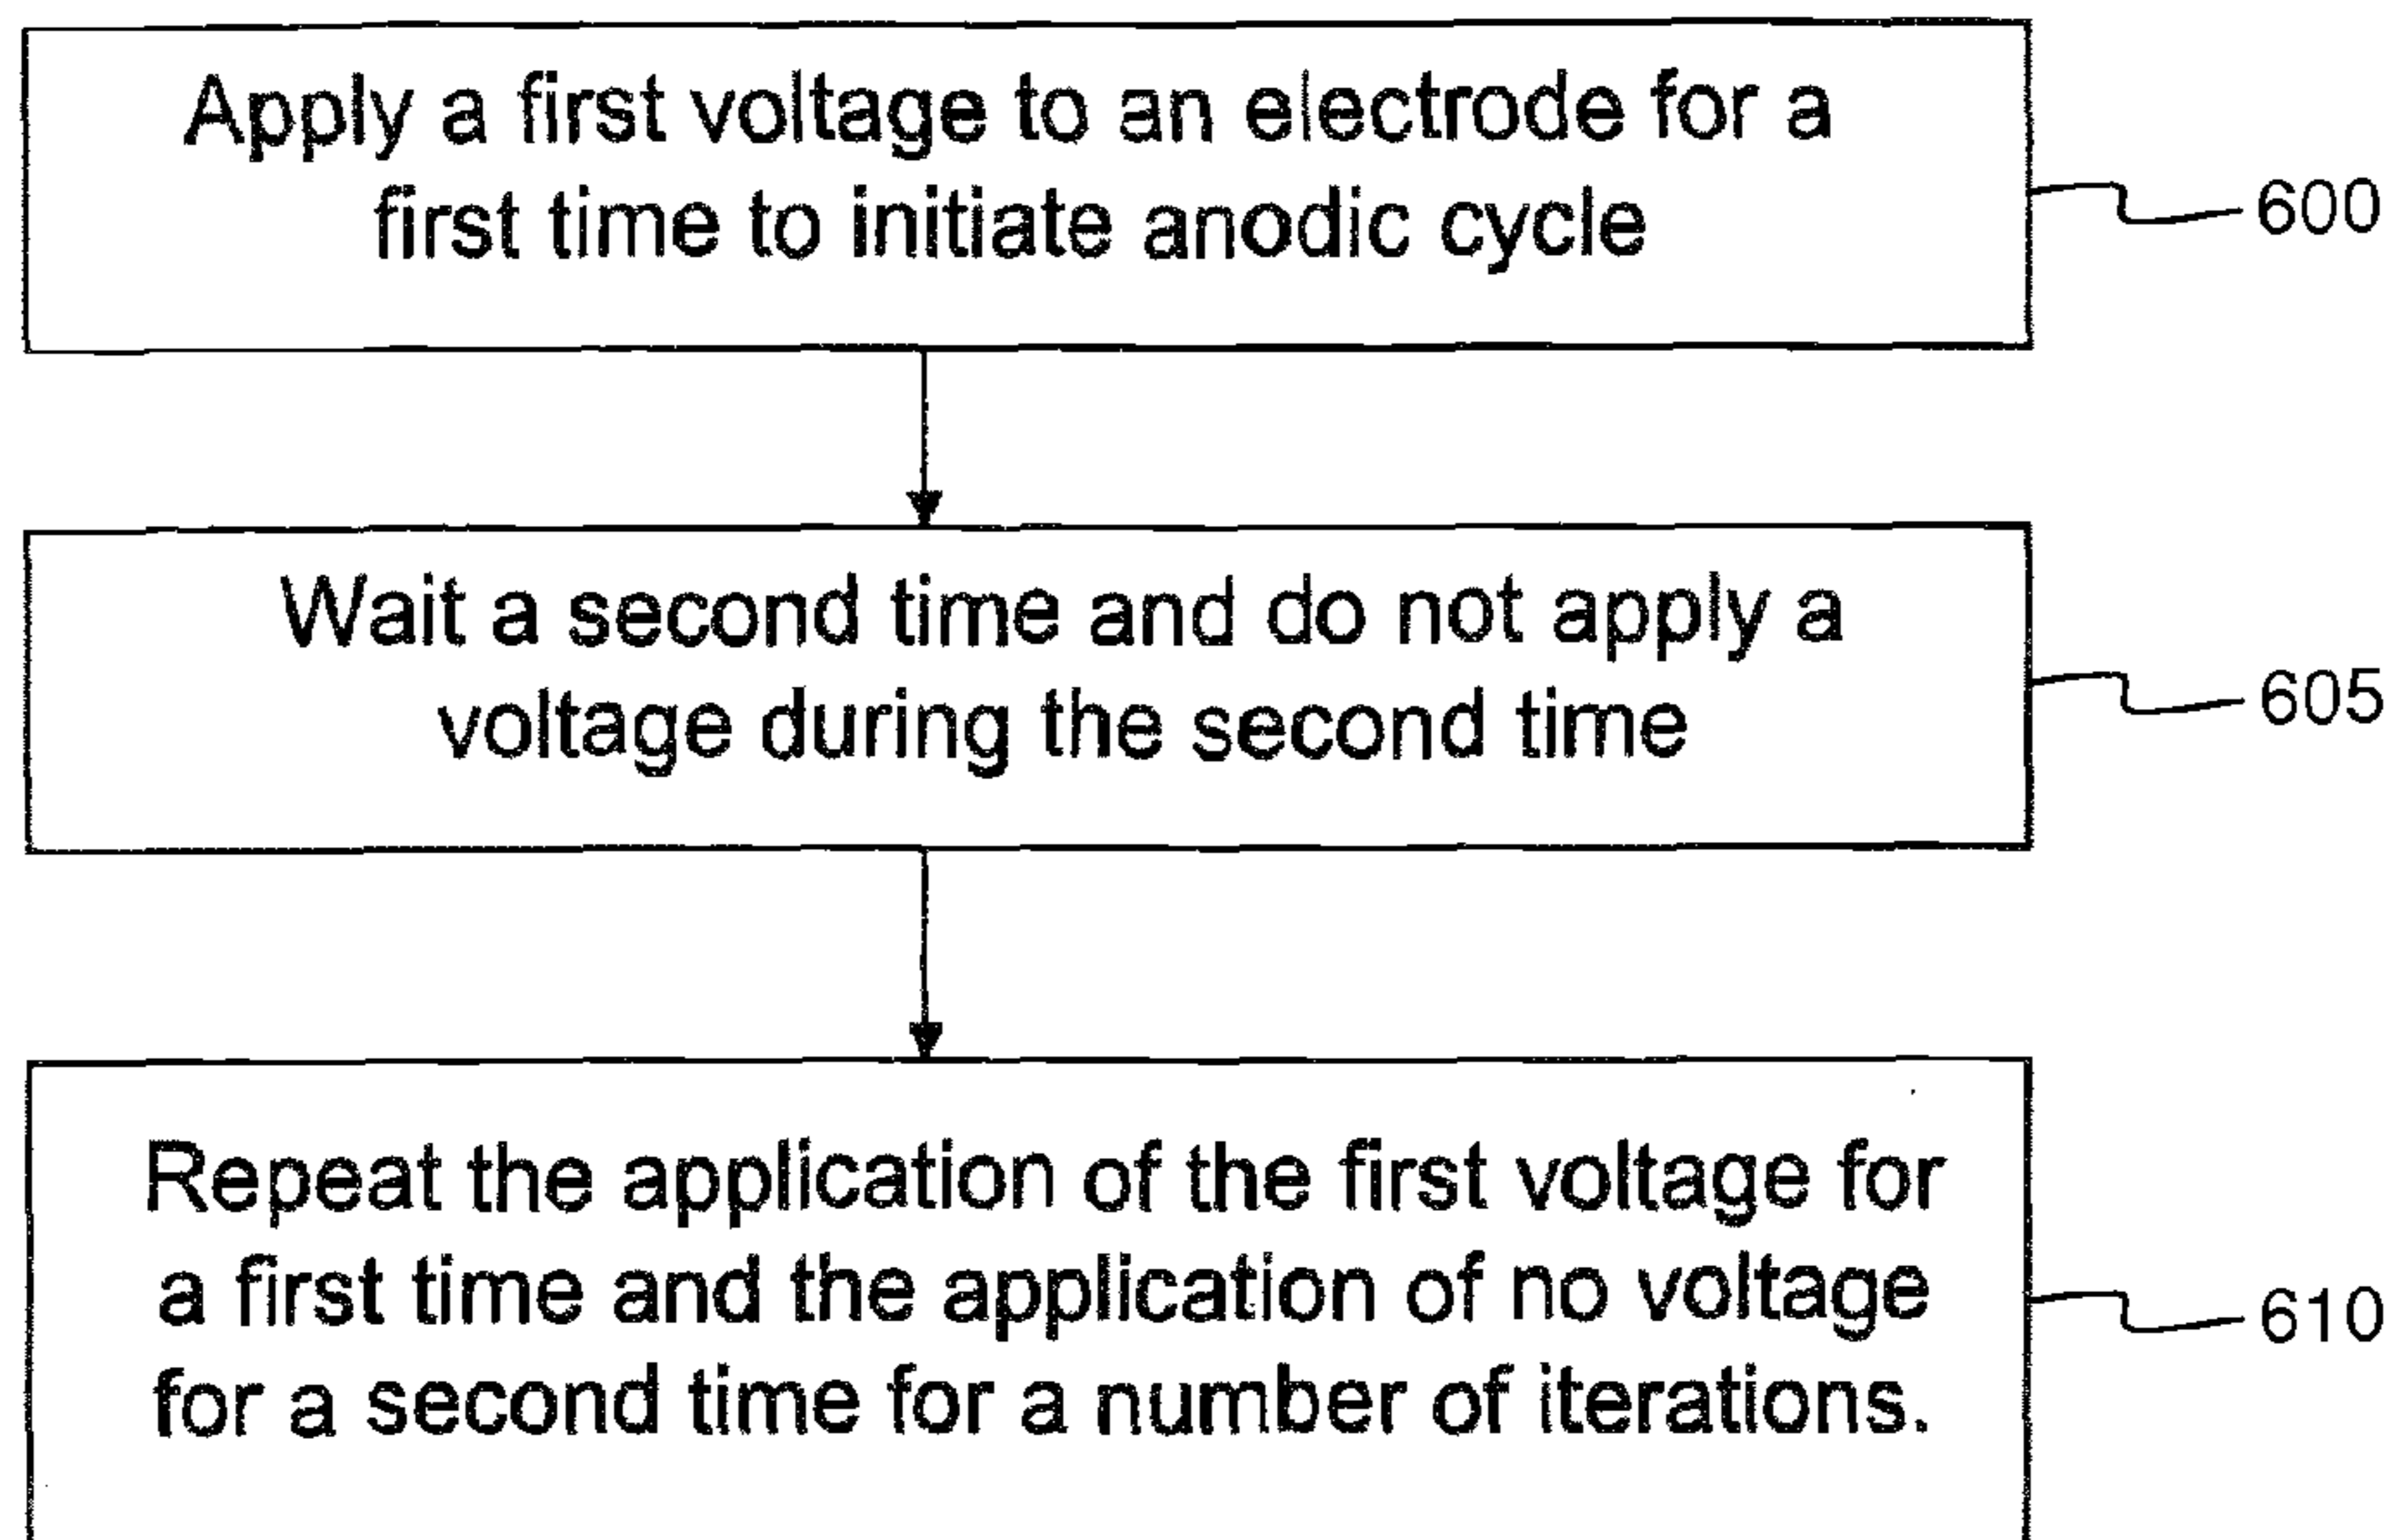 Apply a first voltage to an electrode for a
first time to initiate anodic cycle
600
Wait a second time and do not apply a
voltage during the second time
605
Repeat the application of the first voltage for
a first time and the application of no voltage
for a second time for a number of iterations.
610